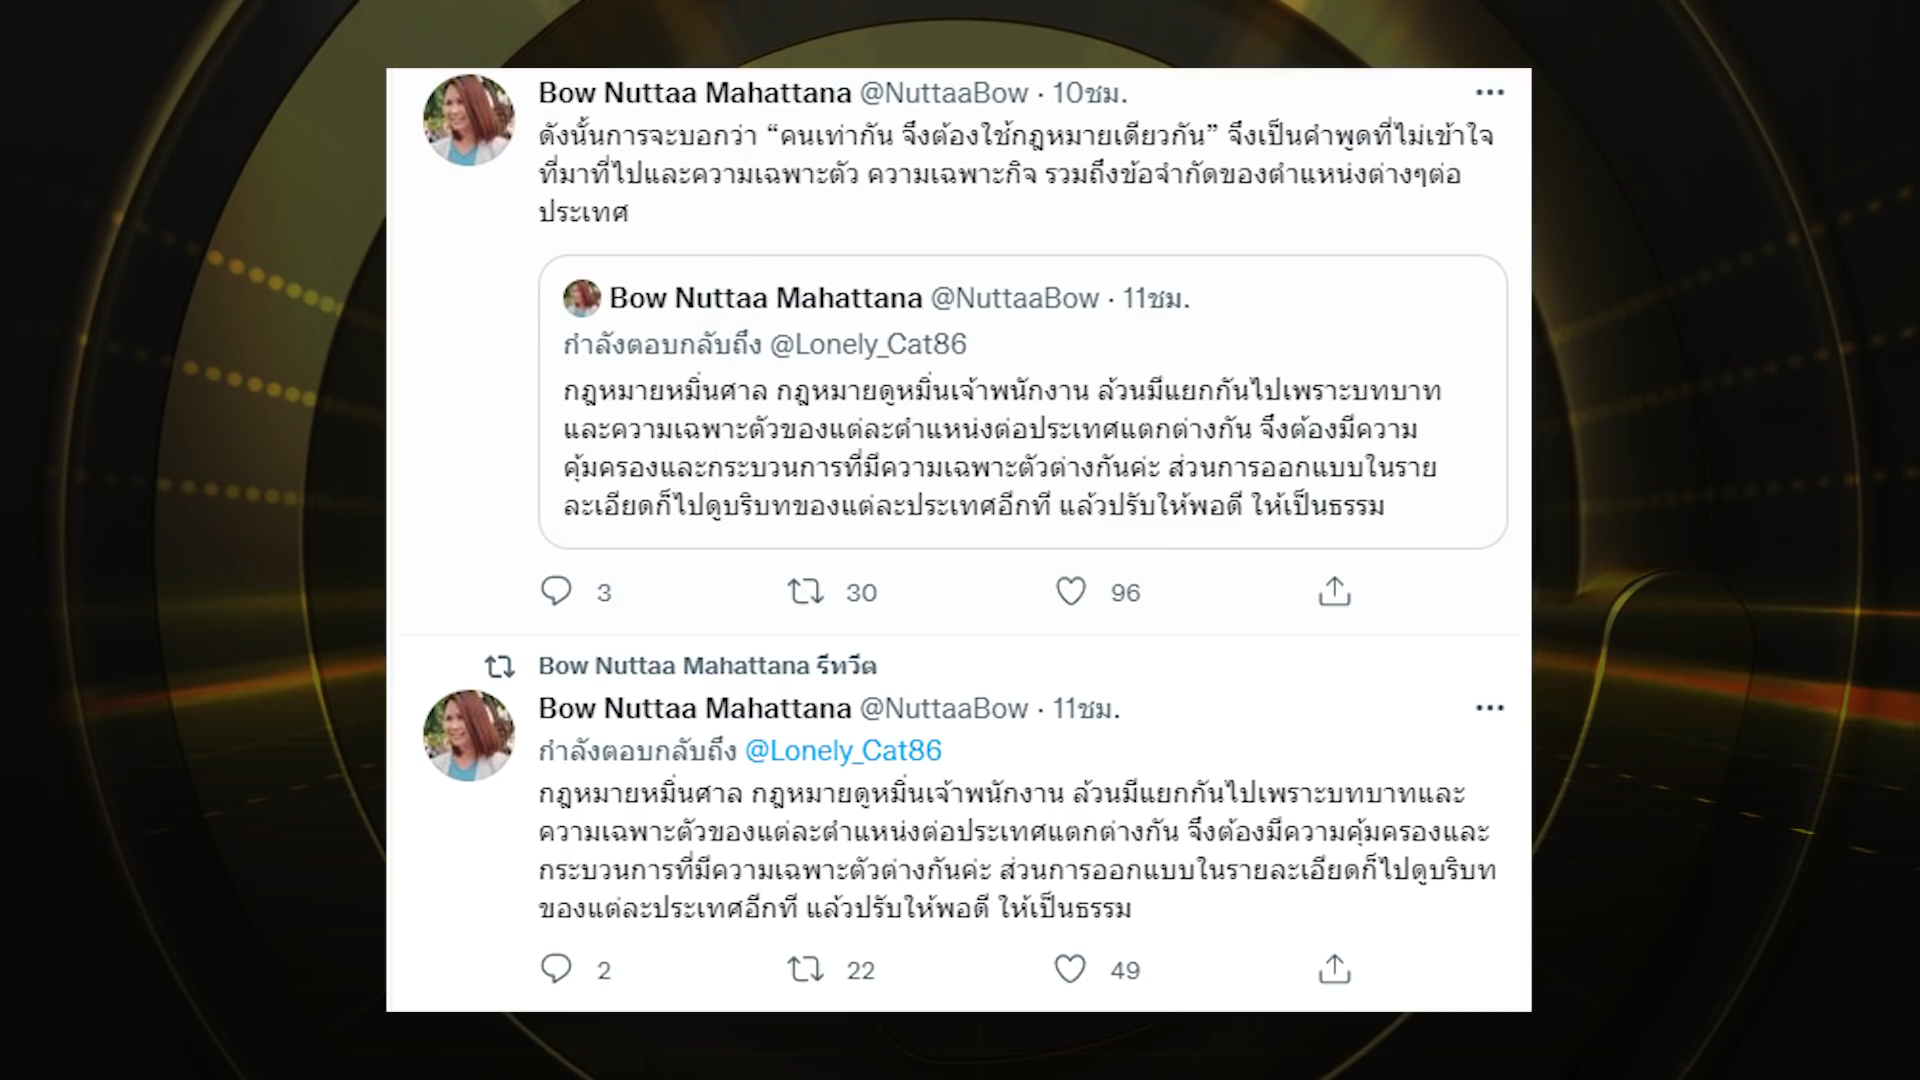 Bow Nuttaa Mahattana @NuttaaBow · 10ชม.
ดังนั้นการจะบอกว่า “คนเท่ากัน จึงต้องใช้กฎหมายเดียวกัน” จึงเป็นคำพูดที่ไม่เข้าใจ
ที่มาที่ไปและความเฉพาะตัว ความเฉพาะกิจ รวมถึงข้อจำกัดของตำแหน่งต่างๆต่อ
ประเทศ
Bow Nuttaa Mahattana @NuttaaBow · 11ชม.
กำลังตอบกลับถึง @Lonely_Cat86
กฎหมายหมิ่นศาล กฎหมายดูหมิ่นเจ้าพนักงาน ล้วนมีแยกกันไปเพราะบทบาท
และความเฉพาะตัวของแต่ละตำแหน่งต่อประเทศแตกต่างกัน จึงต้องมีความ
คุ้มครองและกระบวนการที่มีความเฉพาะตัวต่างกันค่ะ ส่วนการออกแบบในราย
ละเอียดก็ไปดูบริบทของแต่ละประเทศอีกที แล้วปรับให้พอดี ให้เป็นธรรม
3 30 96
Bow Nuttaa Mahattana รีทวีต
Bow Nuttaa Mahattana @NuttaaBow · 11ชม.
กำลังตอบกลับถึง @Lonely_Cat86
กฎหมายหมิ่นศาล กฎหมายดูหมิ่นเจ้าพนักงาน ล้วนมีแยกกันไปเพราะบทบาทและ
ความเฉพาะตัวของแต่ละตำแหน่งต่อประเทศแตกต่างกัน จึงต้องมีความคุ้มครองและ
กระบวนการที่มีความเฉพาะตัวต่างกันค่ะ ส่วนการออกแบบในรายละเอียดก็ไปดูบริบท
ของแต่ละประเทศอีกที แล้วปรับให้พอดี ให้เป็นธรรม
2 22 49